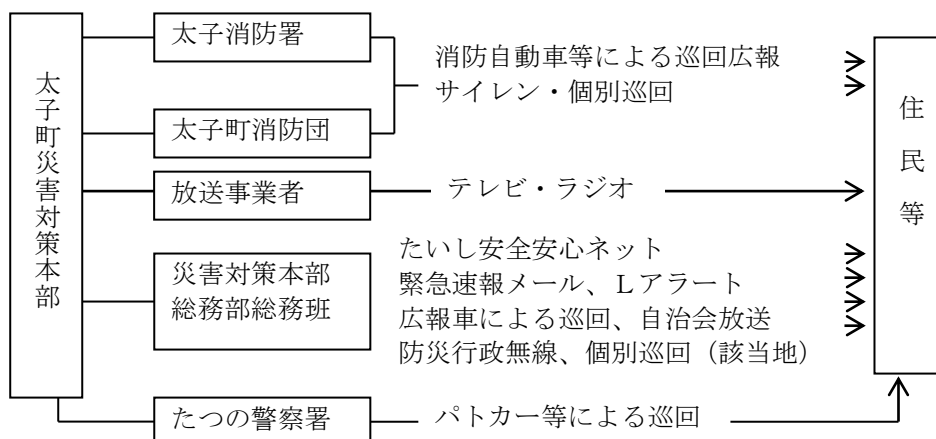 太子町災害対策本部
太子消防署
太子町消防団
消防自動車等による巡回広報
サイレン・個別巡回
放送事業者
テレビ・ラジオ
災害対策本部
総務部総務班
たいし安全安心ネット
緊急速報メール、Ｌアラート
広報車による巡回、自治会放送
防災行政無線、個別巡回（該当地）
たつの警察署
パトカー等による巡回
住民等